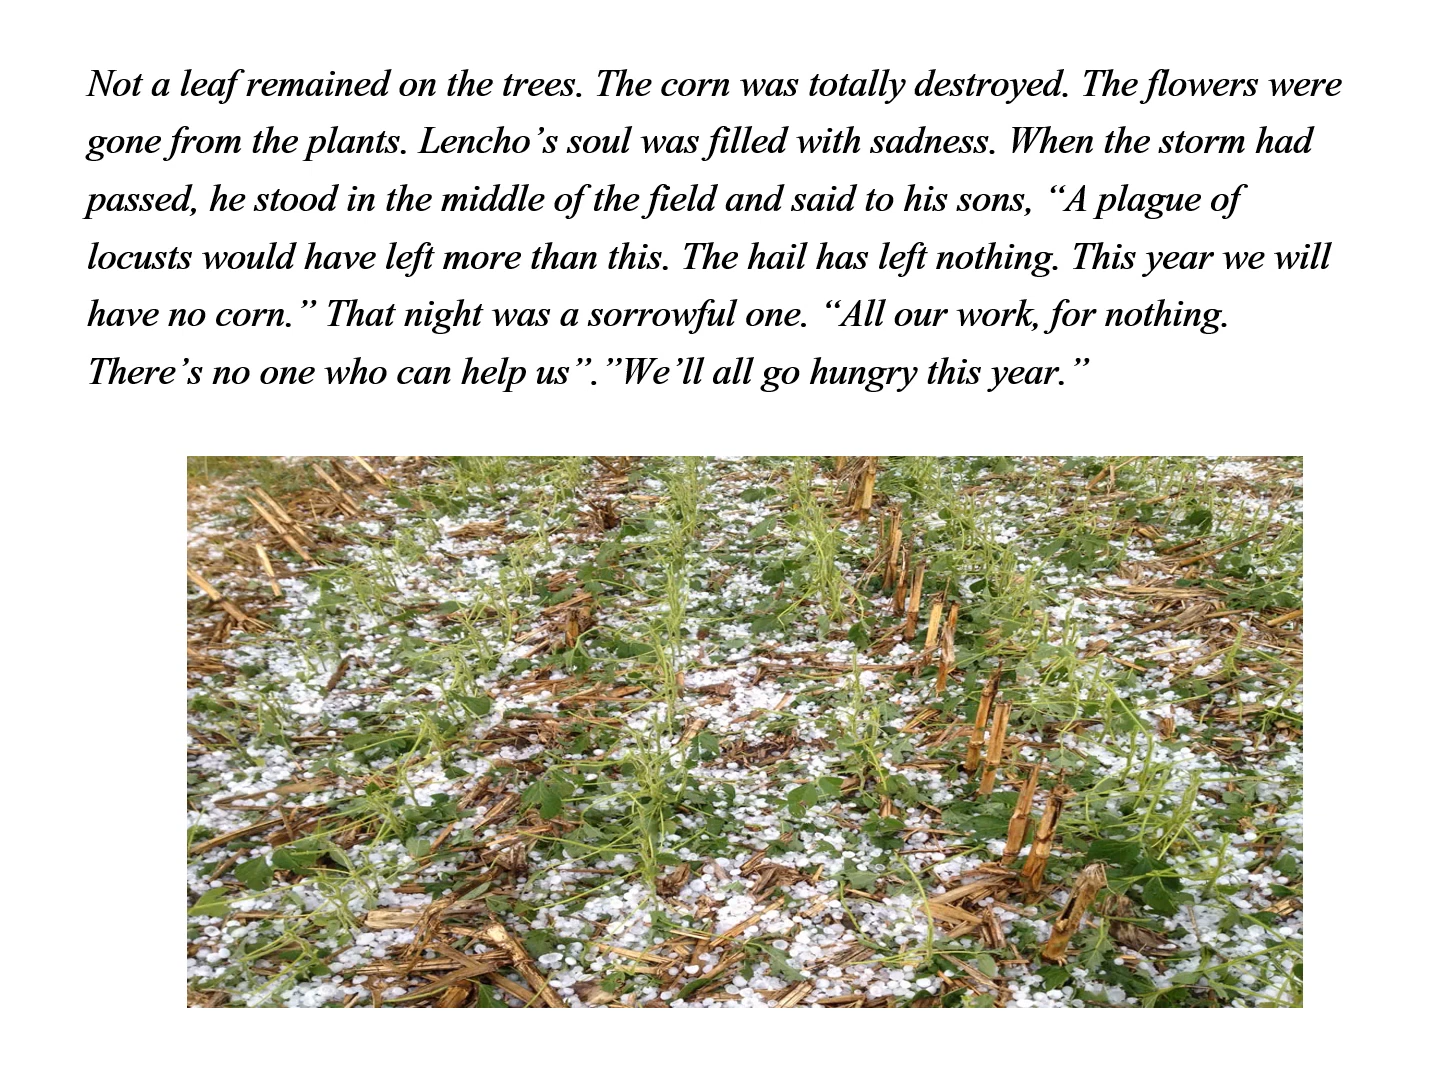 Not a leaf remained on the trees. The corn was totally destroyed. The flowers were
gone from the plants. Lencho’s soul was filled with sadness. When the storm had
passed, he stood in the middle of the field and said to his sons, “A plague of
locusts would have left more than this. The hail has left nothing. This year we will
have no corn.” That night was a sorrowful one. “All our work, for nothing.
There’s no one who can help us”.”We’ll all go hungry this year.”